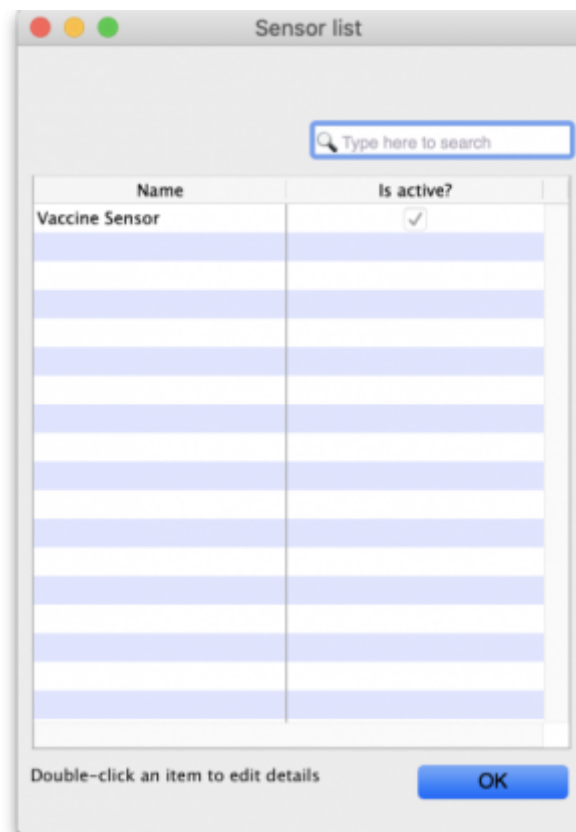 Sensor list
Type here to search
Name Is active?
Vaccine Sensor
Double-click an item to edit details
OK